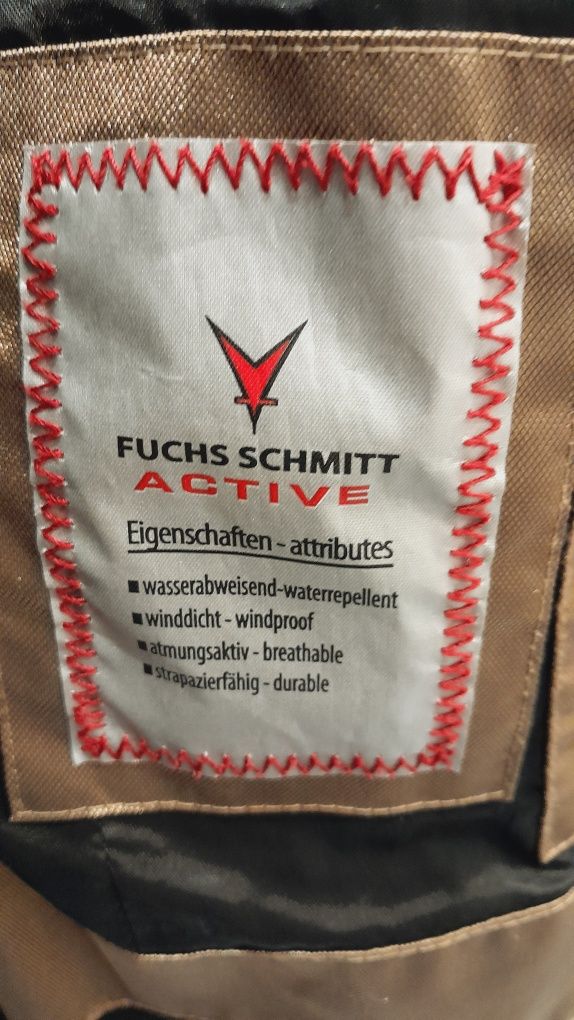 FUCHS SCHMITT
ACTIVE
Eigenschaften - attributes
▪ wasserabweisend-waterrepellent
▪ winddicht - windproof
▪ atmungsaktiv - breathable
▪ strapazierfähig - durable